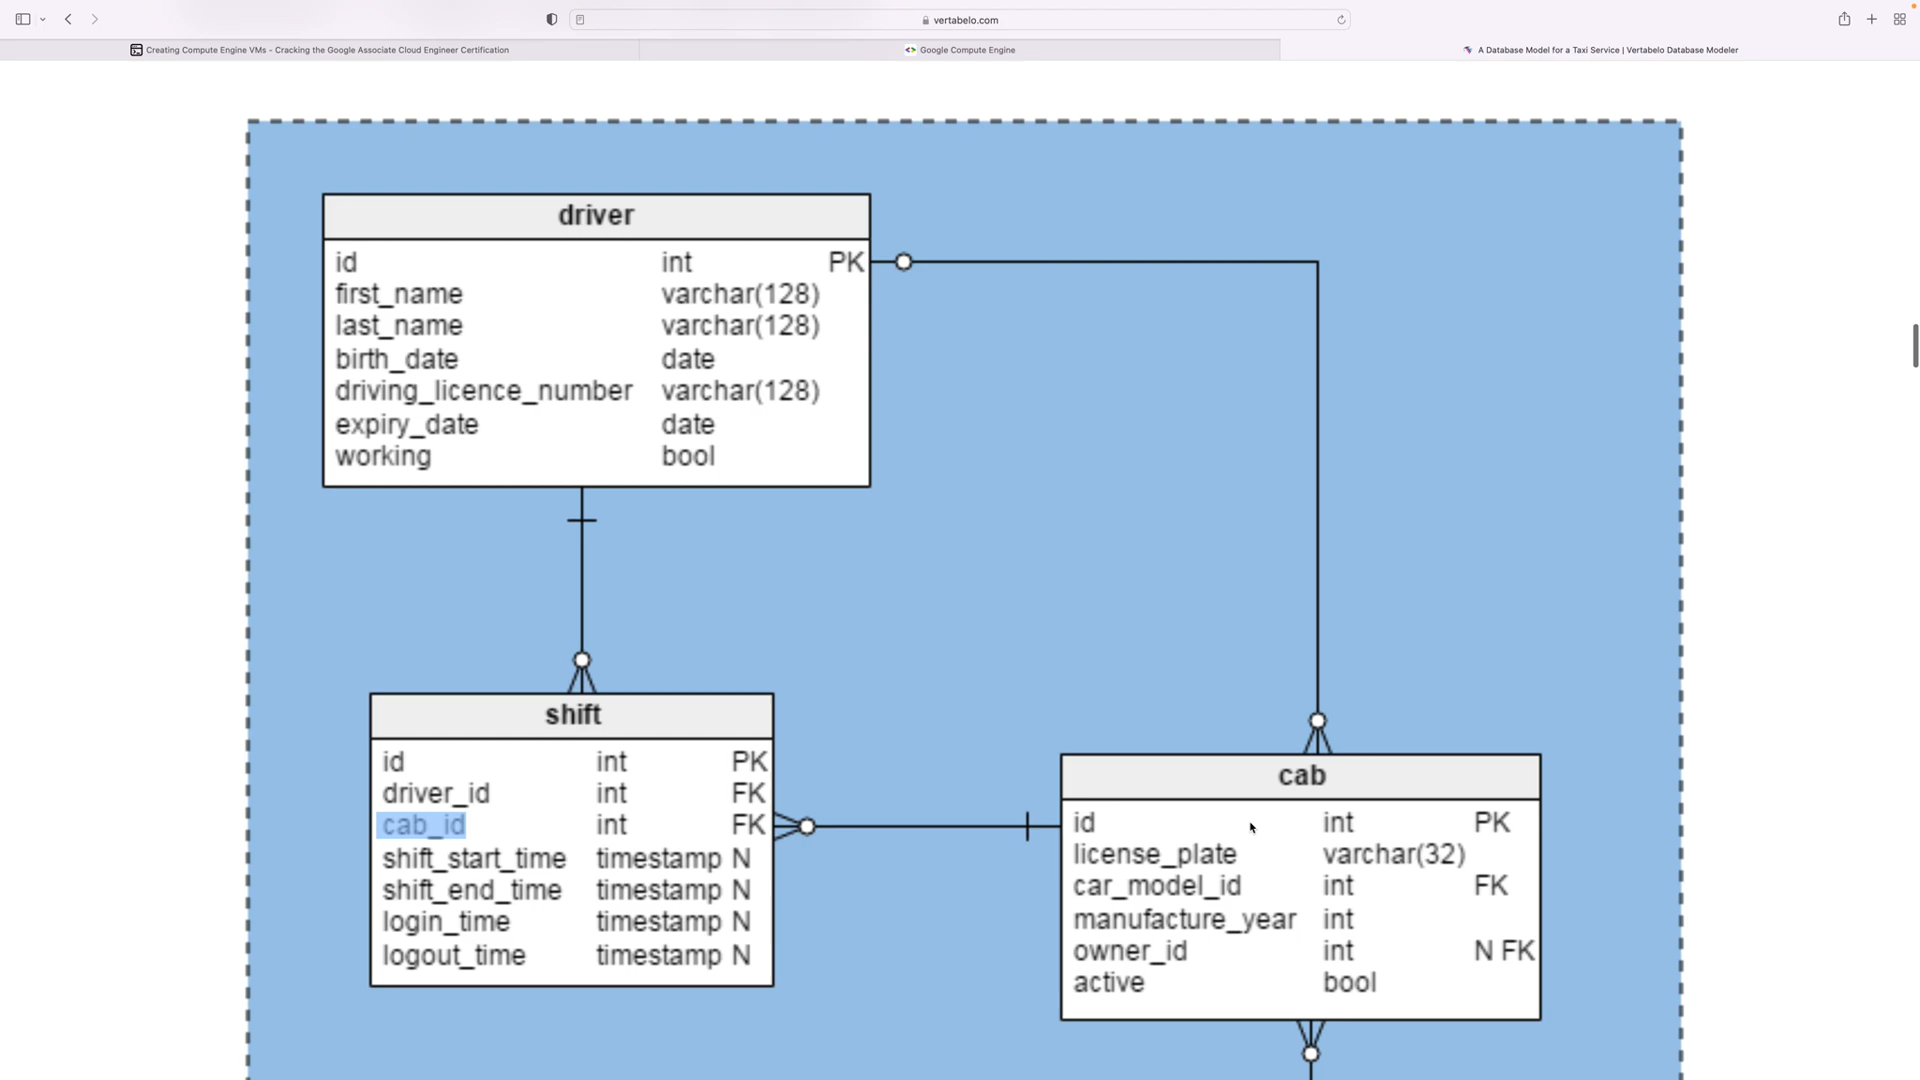 vertabelo.com
Creating Compute Engine VMs - Cracking the Google Associate Cloud Engineer Certification
Google Compute Engine
A Database Model for a Taxi Service | Vertabelo Database Modeler
driver
id int PK
first_name varchar(128)
last_name varchar(128)
birth_date date
driving_licence_number varchar(128)
expiry_date date
working bool
shift
id int PK
driver_id int FK
cab_id int FK
shift_start_time timestamp N
shift_end_time timestamp N
login_time timestamp N
logout_time timestamp N
cab
id int PK
license_plate varchar(32)
car_model_id int FK
manufacture_year int
owner_id int N FK
active bool